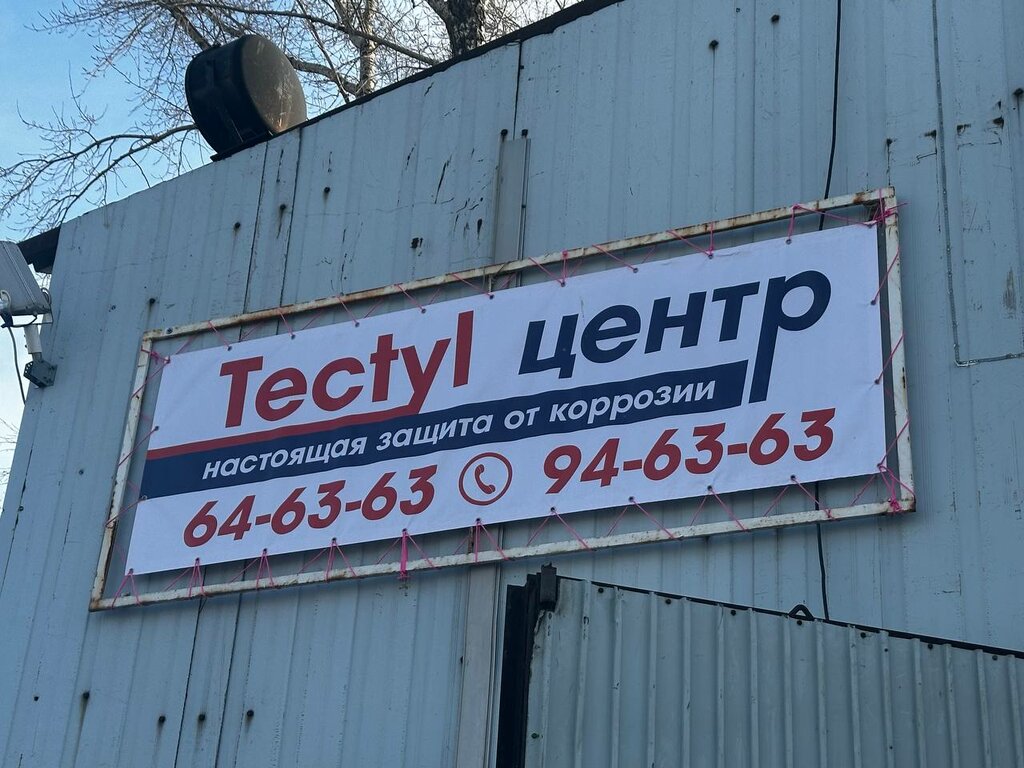 Tectyl центр
настоящая защита от коррозии
64-63-63 94-63-63